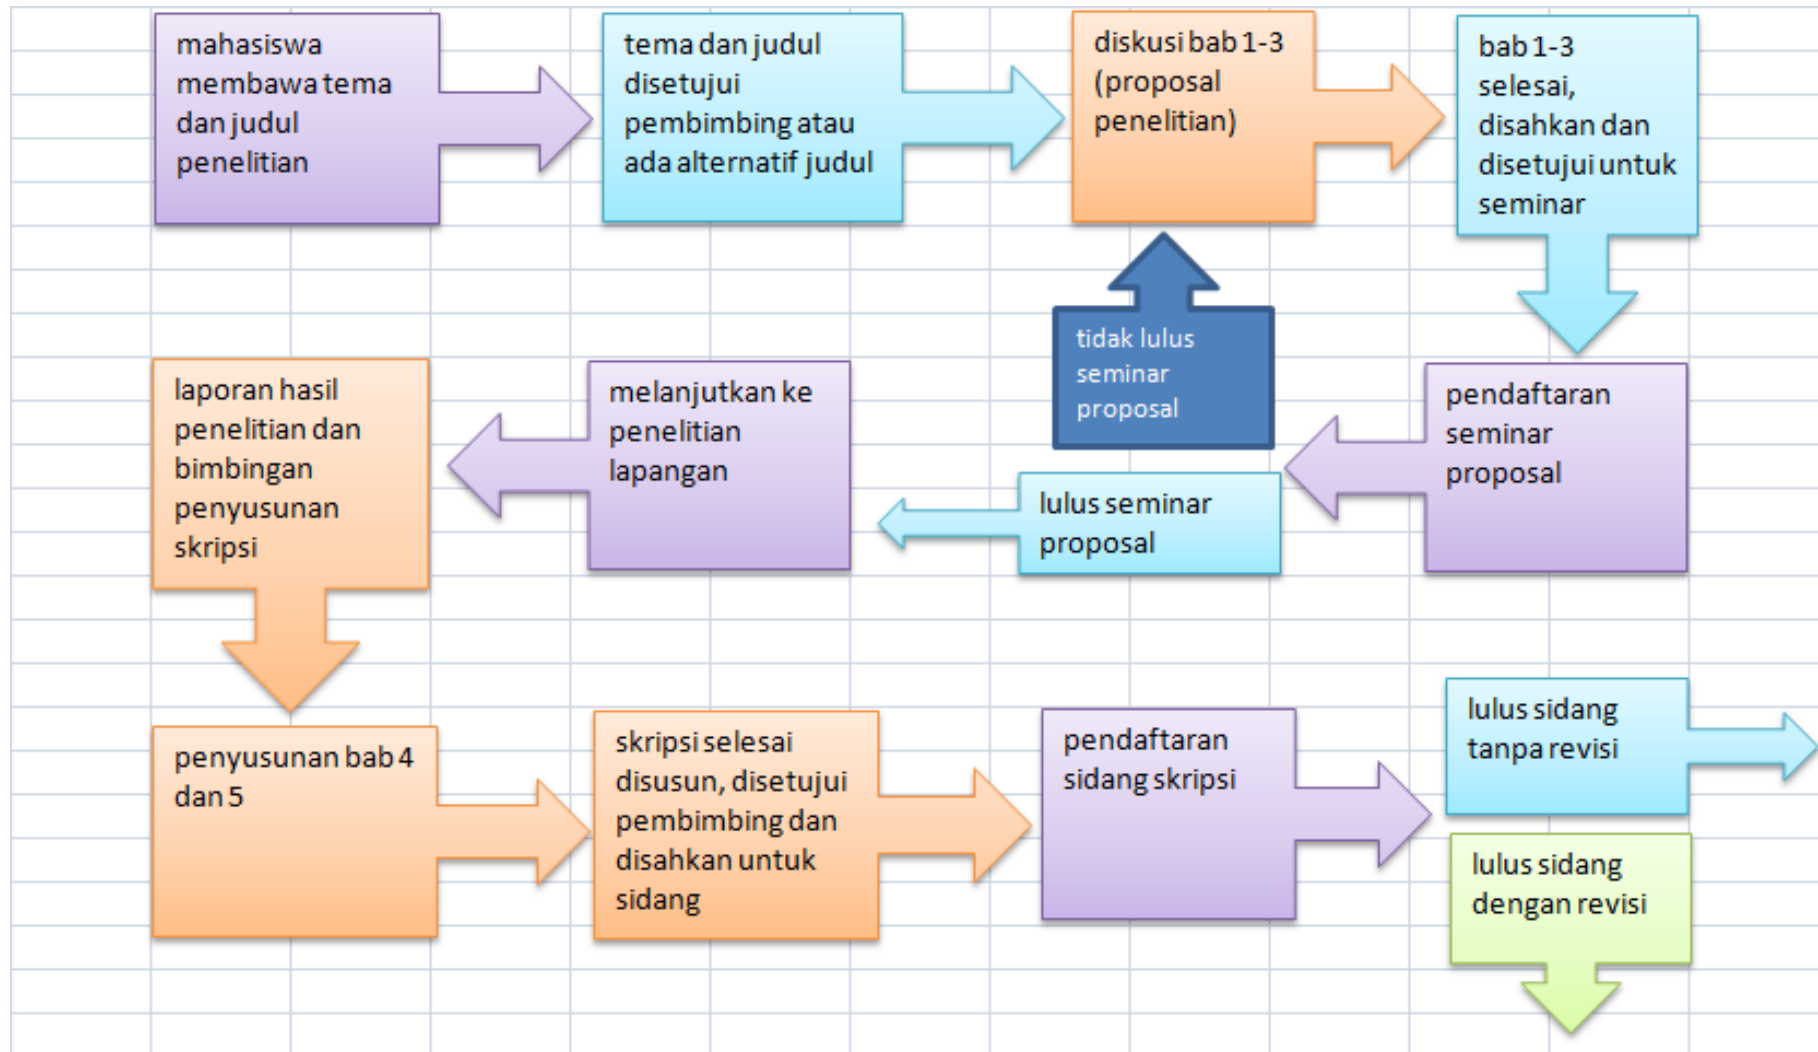 mahasiswa
membawa tema
dan judul
penelitian
tema dan judul
disetujui
pembimbing atau
ada alternatif judul
diskusi bab 1-3
(proposal
penelitian)
bab 1-3
selesai,
disahkan dan
disetujui untuk
seminar
pendaftaran
seminar
proposal
tidak lulus
seminar
proposal
lulus seminar
proposal
melanjutkan ke
penelitian
lapangan
laporan hasil
penelitian dan
bimbingan
penyusunan
skripsi
penyusunan bab 4
dan 5
skripsi selesai
disusun, disetujui
pembimbing dan
disahkan untuk
sidang
pendaftaran
sidang skripsi
lulus sidang
tanpa revisi
lulus sidang
dengan revisi